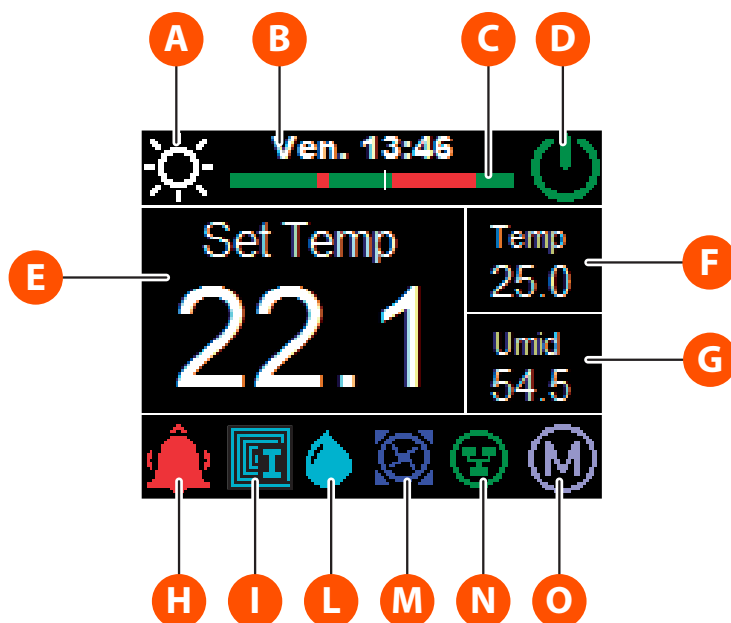 A B C D
Ven. 13:46
Set Temp
22.1
Temp
25.0
Umid
54.5
E
F
G
I
M
H I L M N O